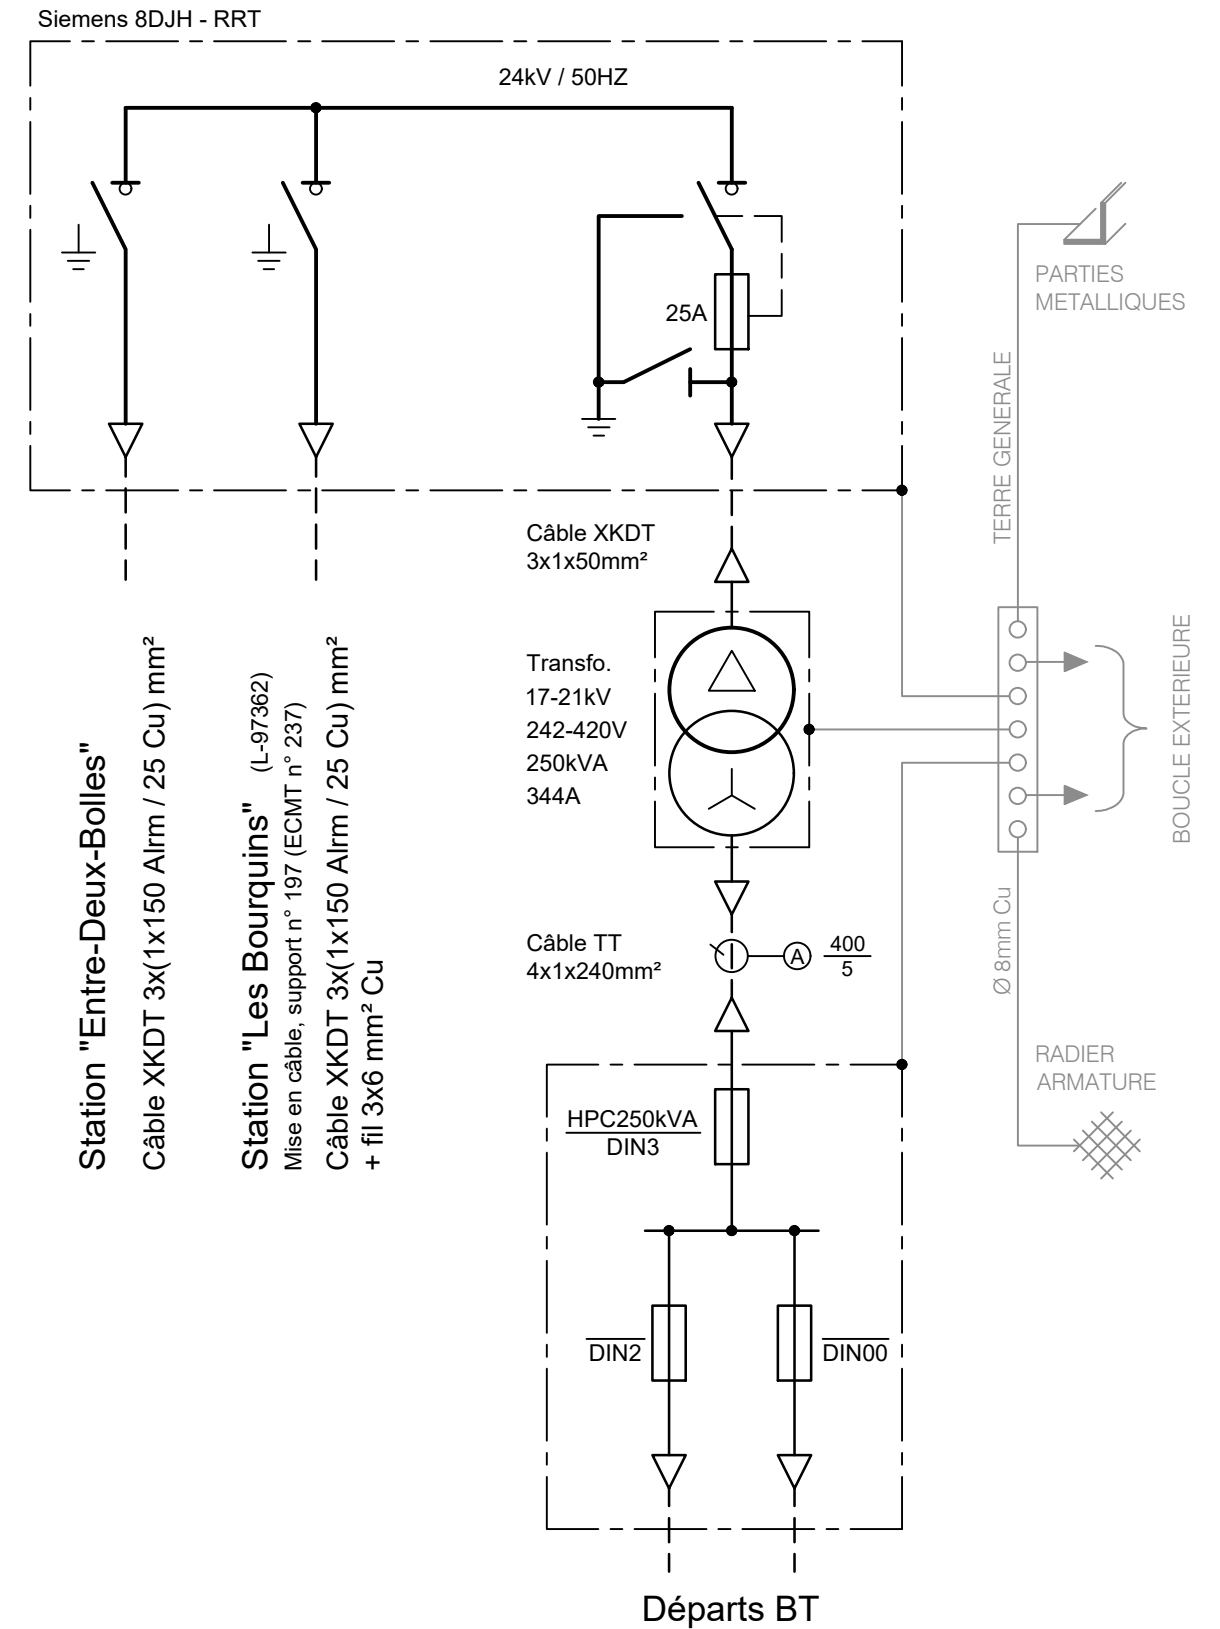 Siemens 8DJH - RRT
24kV / 50HZ
25A
PARTIES
METALLIQUES
TERRE GENERALE
Câble XKDT
3x1x50mm²
Transfo.
17-21kV
242-420V
250kVA
344A
BOUCLE EXTERIEURE
Station "Entre-Deux-Bolles"
Câble XKDT 3x(1x150 Alrm / 25 Cu) mm²
Station "Les Bourquins" (L-97362)
Mise en câble, support n° 197 (ECMT n° 237)
Câble XKDT 3x(1x150 Alrm / 25 Cu) mm²
+ fil 3x6 mm² Cu
Câble TT
4x1x240mm²
A
400
5
Ø 8mm Cu
RADIER
ARMATURE
HPC250kVA
DIN3
DIN2
DIN00
Départs BT